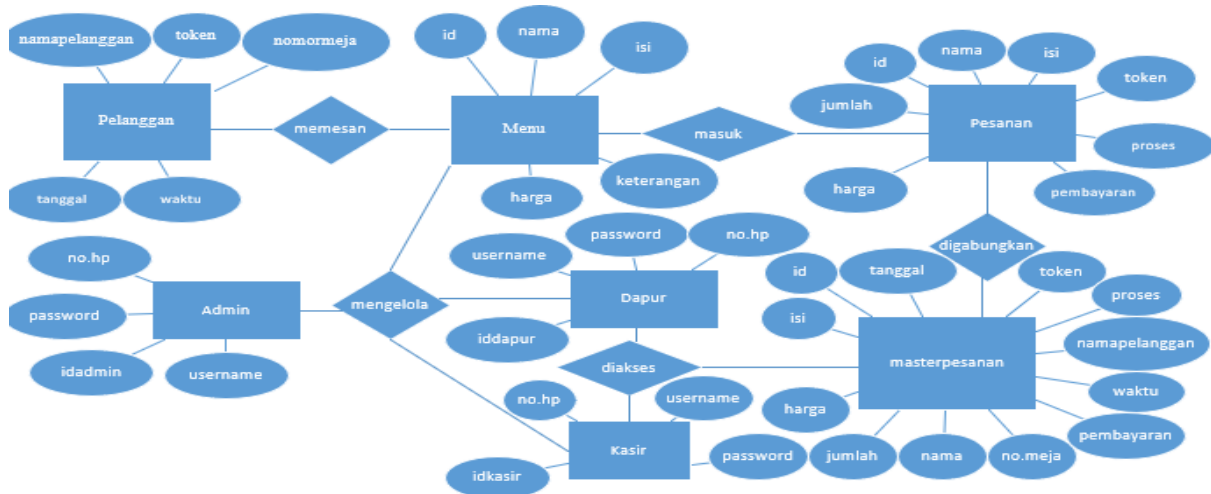 namapelanggan
token
nomormeja
Pelanggan
tanggal
waktu
memesan
id
nama
isi
Menu
harga
keterangan
masuk
id
nama
isi
token
jumlah
Pesanan
proses
harga
pembayaran
digabungkan
no.hp
password
Admin
idadmin
username
mengelola
username
password
no.hp
Dapur
iddapur
diakses
no.hp
username
Kasir
idkasir
password
id
tanggal
token
isi
proses
masterpesanan
namapelanggan
waktu
harga
pembayaran
jumlah
nama
no.meja